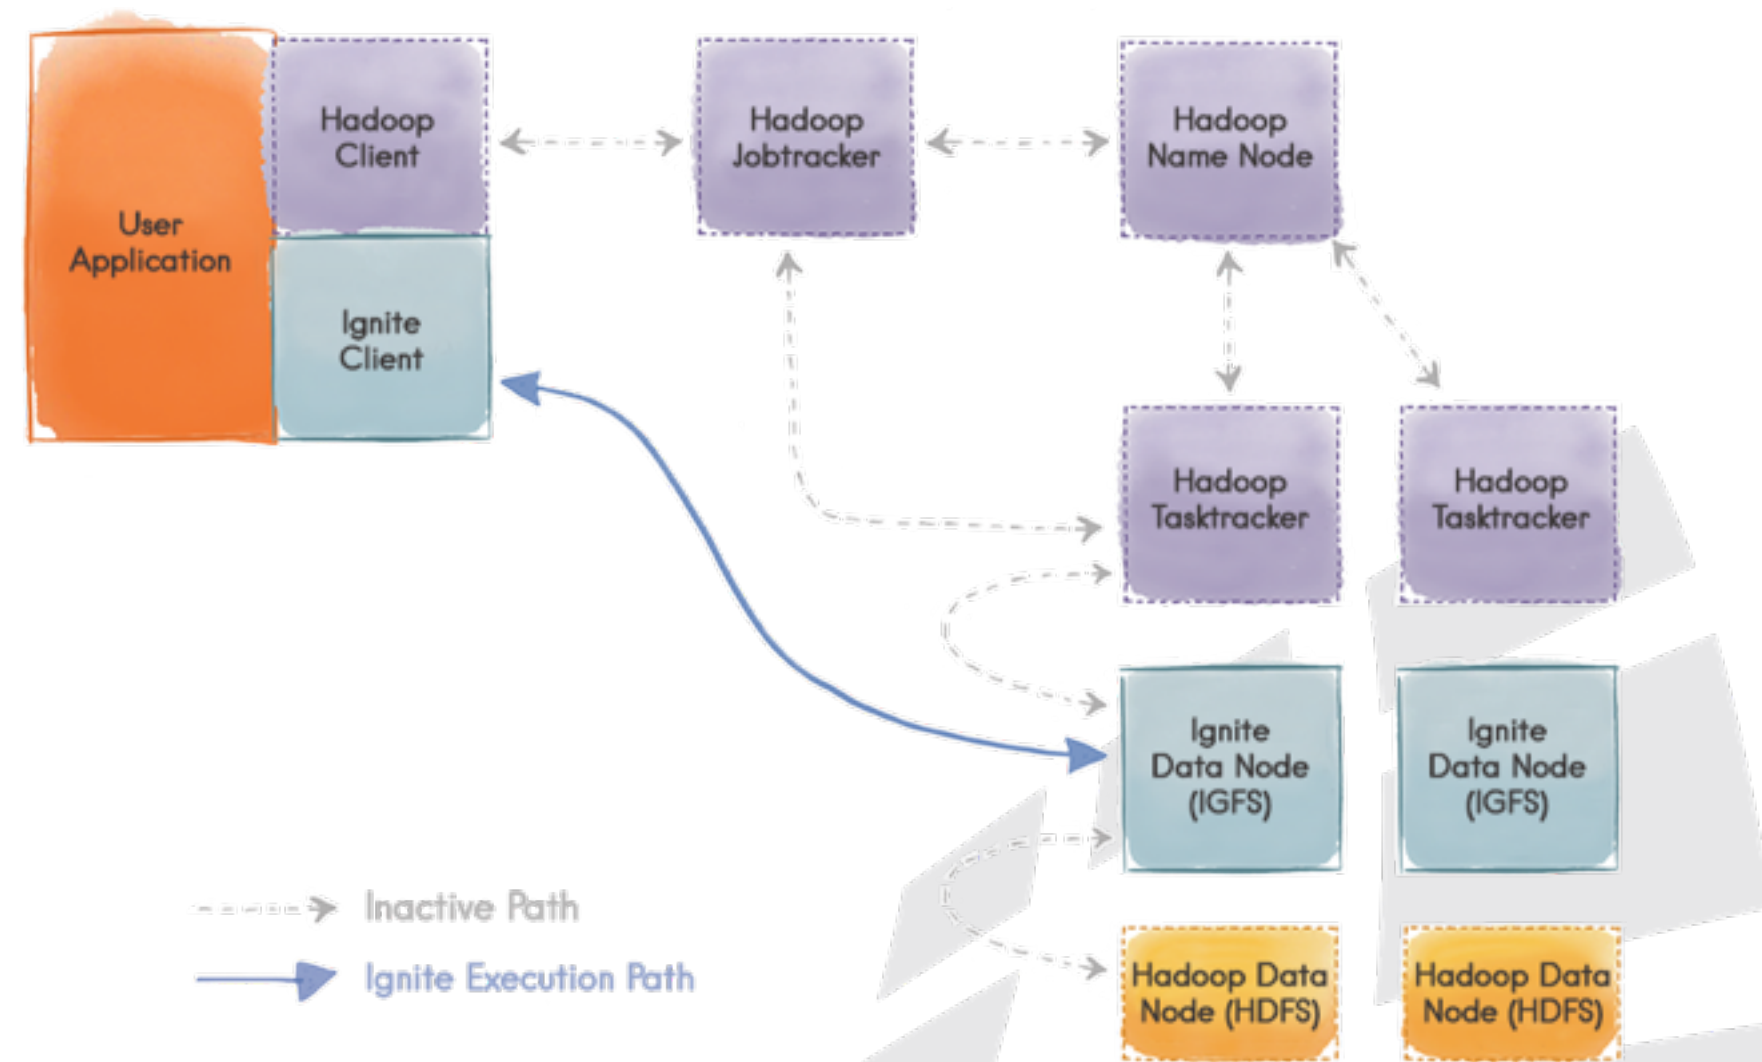 User
Application
Hadoop
Client
Ignite
Client
Hadoop
Jobtracker
Hadoop
Name Node
Hadoop
Tasktracker
Hadoop
Tasktracker
Ignite
Data Node
(IGFS)
Ignite
Data Node
(IGFS)
Hadoop Data
Node (HDFS)
Hadoop Data
Node (HDFS)
Inactive Path
Ignite Execution Path